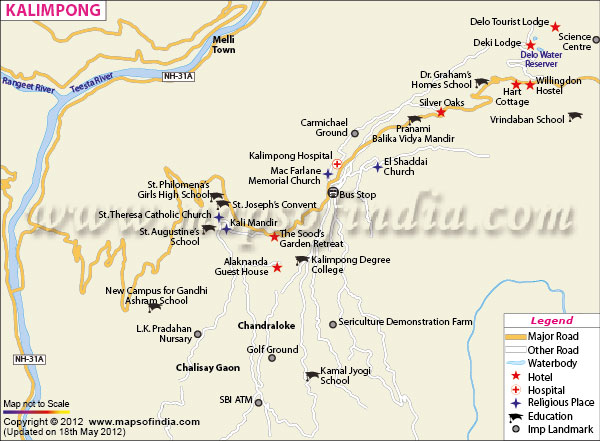 KALIMPONG
Delo Tourist Lodge
Melli
Town
Deki Lodge
Science
Centre
Delo Water
Reserver
NH-31A
Rangeet River
Teesta River
Dr. Graham's
Homes School
Willingdon
Hostel
Hart
Cottage
Silver Oaks
Vrindaban School
Carmichael
Ground
Pranami
Balika Vidya Mandir
Kalimpong Hospital
Mac Farlane
Memorial Church
El Shaddai
Church
Bus Stop
St. Philomena's
Girls High School
St. Joseph's Convent
St. Theresa Catholic Church
Kali Mandir
St. Augustine's
School
The Sood's
Garden Retreat
www.mapsofindia.com
Alaknanda
Guest House
Kalimpong Degree
College
New Campus for Gandhi
Ashram School
L.K. Pradahan
Nursary
Chandraloke
Sericulture Demonstration Farm
Golf Ground
Chalisay Gaon
Kamal Jyogi
School
SBI ATM
NH-31A
Legend
Major Road
Other Road
Waterbody
Hotel
Hospital
Religious Place
Education
Imp Landmark
Map not to Scale
Copyright © 2012 www.mapsofindia.com
(Updated on 18th May 2012)